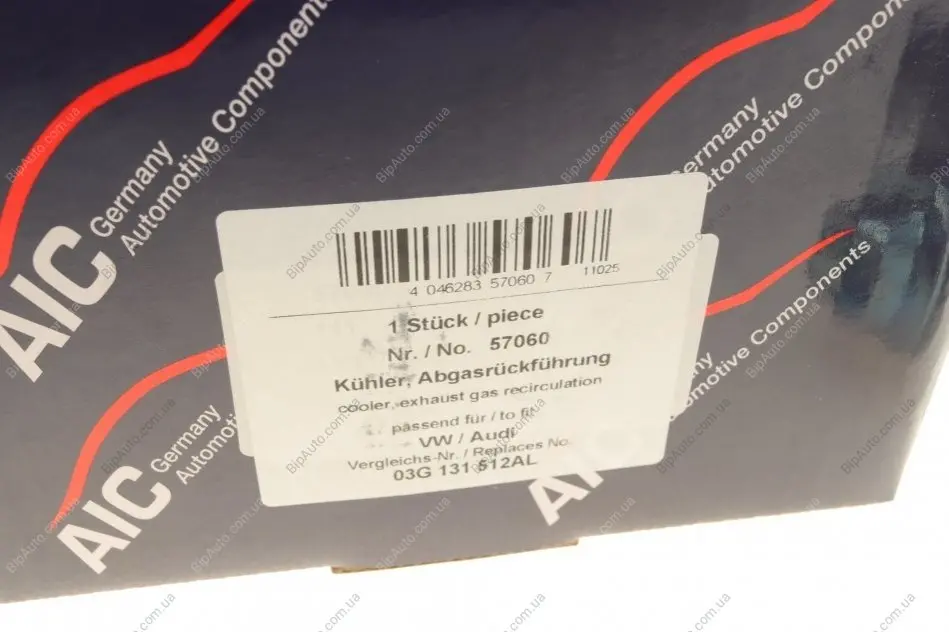 AIC Germany
Automotive Components
AIC Germany
Automotive Components
AIC Germany
Automotive Components
Germany
Automotive
4 046283 57060 7
11025
1 Stück / piece
Nr. / No. 57060
Kühler, Abgasrückführung
cooler, exhaust gas recirculation
passend für / to fit
VW / Audi
Vergleichs-Nr. / Replaces No.
03G 131 512AL
BipAuto.com.ua